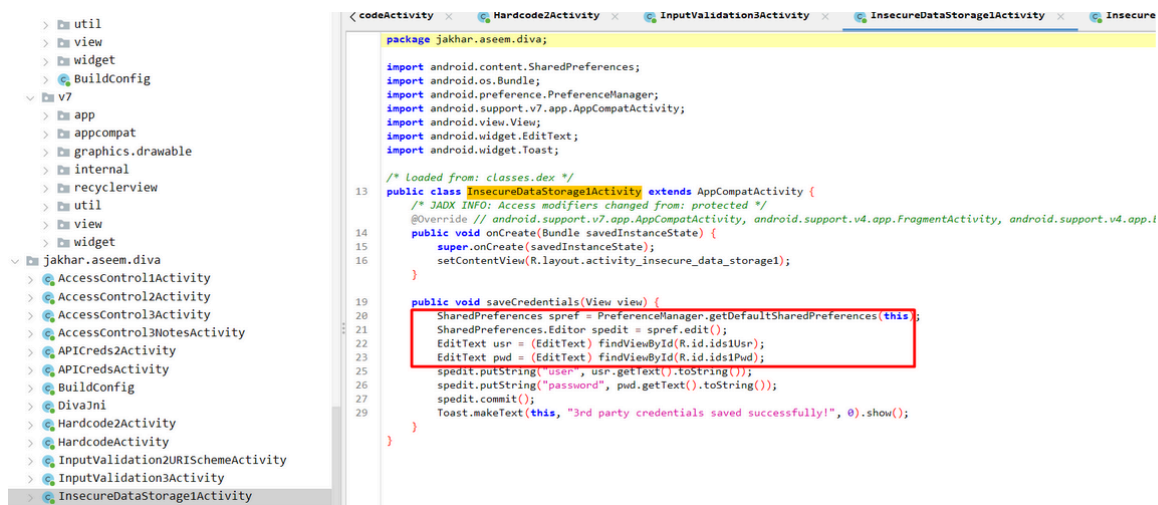 util
view
widget
BuildConfig
v7
app
appcompat
graphics.drawable
internal
recyclerview
util
view
widget
jakhar.aseem.diva
AccessControl1Activity
AccessControl2Activity
AccessControl3Activity
AccessControl3NotesActivity
APICreds2Activity
APICredsActivity
BuildConfig
DivaJni
Hardcode2Activity
HardcodeActivity
InputValidation2URISchemeActivity
InputValidation3Activity
InsecureDataStorage1Activity
codeActivity Hardcode2Activity InputValidation3Activity InsecureDataStorage1Activity Insecure
package jakhar.aseem.diva;
import android.content.SharedPreferences;
import android.os.Bundle;
import android.preference.PreferenceManager;
import android.support.v7.app.AppCompatActivity;
import android.view.View;
import android.widget.EditText;
import android.widget.Toast;
/* loaded from: classes.dex */
13 public class InsecureDataStorage1Activity extends AppCompatActivity {
/* JADX INFO: Access modifiers changed from: protected */
@Override // android.support.v7.app.AppCompatActivity, android.support.v4.app.FragmentActivity, android.support.v4.app.
14 public void onCreate(Bundle savedInstanceState) {
15 super.onCreate(savedInstanceState);
16 setContentView(R.layout.activity_insecure_data_storage1);
}
19 public void saveCredentials(View view) {
20 SharedPreferences spref = PreferenceManager.getDefaultSharedPreferences(this);
21 SharedPreferences.Editor spedit = spref.edit();
22 EditText usr = (EditText) findViewById(R.id.ids1Usr);
23 EditText pwd = (EditText) findViewById(R.id.ids1Pwd);
25 spedit.putString("user", usr.getText().toString());
26 spedit.putString("password", pwd.getText().toString());
27 spedit.commit();
29 Toast.makeText(this, "3rd party credentials saved successfully!", 0).show();
}
}